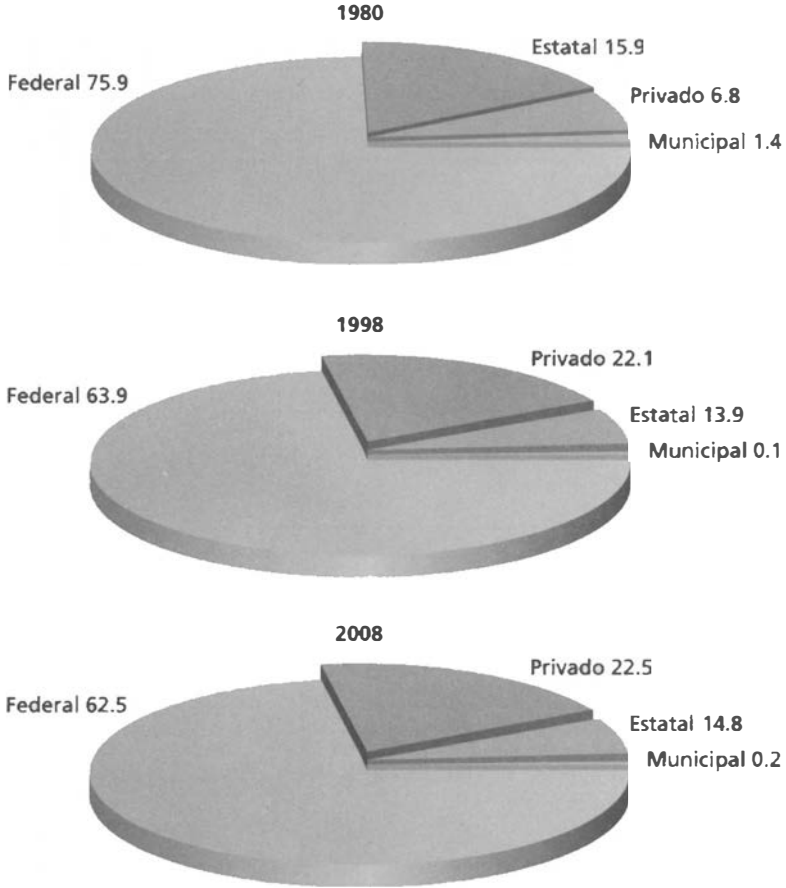 1980
Estatal 15.9
Federal 75.9
Privado 6.8
Municipal 1.4
1998
Privado 22.1
Federal 63.9
Estatal 13.9
Municipal 0.1
2008
Privado 22.5
Federal 62.5
Estatal 14.8
Municipal 0.2